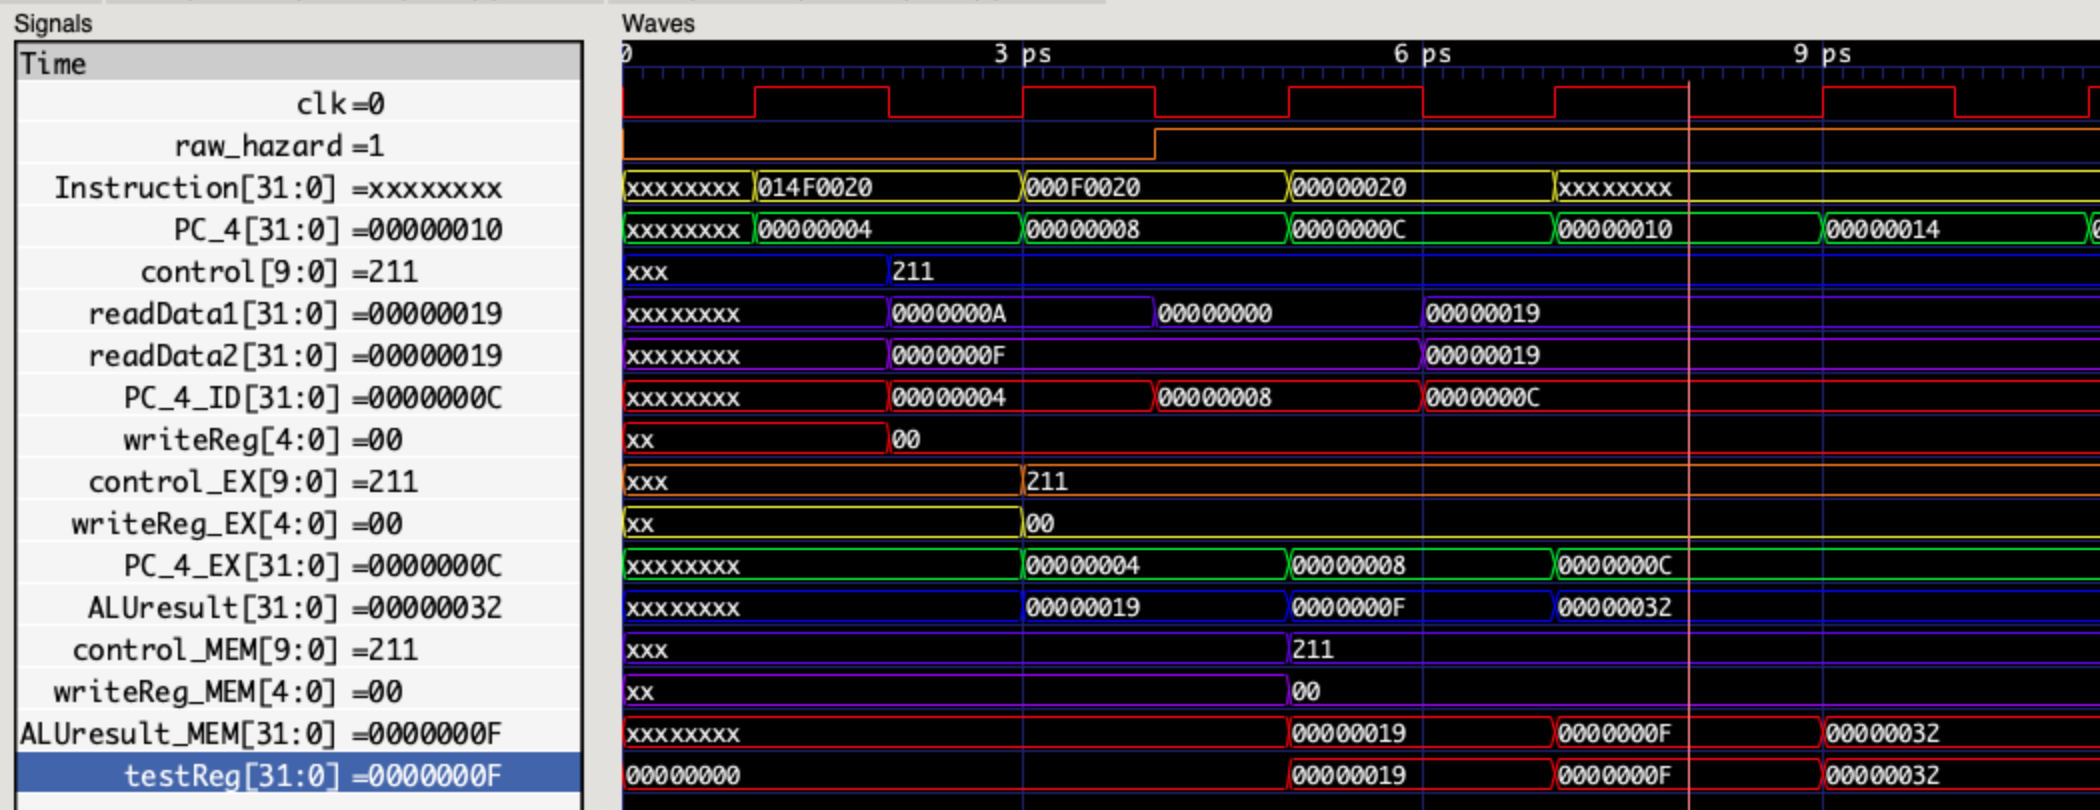 Signals
Waves
Time
0 3 ps 6 ps 9 ps
clk=0
raw_hazard=1
Instruction[31:0]=xxxxxxxx xxxxxxxx 014F0020 000F0020 00000020 xxxxxxxx
PC_4[31:0]=00000010 xxxxxxxx 00000004 00000008 0000000C 00000010 00000014
control[9:0]=211 xxx 211
readData1[31:0]=00000019 xxxxxxxx 0000000A 00000000 00000019
readData2[31:0]=00000019 xxxxxxxx 0000000F 00000019
PC_4_ID[31:0]=0000000C xxxxxxxx 00000004 00000008 0000000C
writeReg[4:0]=00 xx 00
control_EX[9:0]=211 xxx 211
writeReg_EX[4:0]=00 xx 00
PC_4_EX[31:0]=0000000C xxxxxxxx 00000004 00000008 0000000C
ALUresult[31:0]=00000032 xxxxxxxx 00000019 0000000F 00000032
control_MEM[9:0]=211 xxx 211
writeReg_MEM[4:0]=00 xx 00
ALUresult_MEM[31:0]=0000000F xxxxxxxx 00000019 0000000F 00000032
testReg[31:0]=0000000F 00000000 00000019 0000000F 00000032